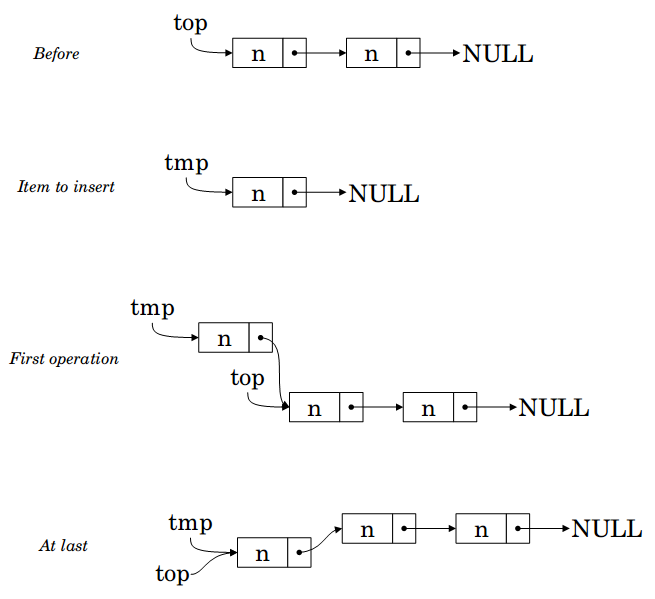 top
Before n n NULL
tmp
Item to insert n NULL
tmp
n
First operation
top
n n NULL
tmp n n NULL
At last n
top